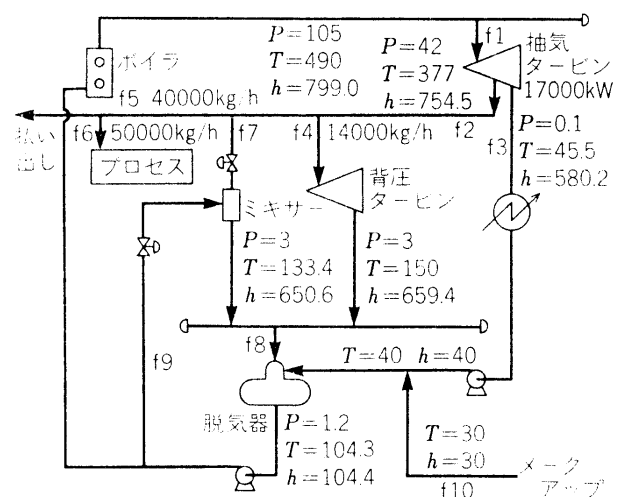 ボイラ
P=105
T=490
h=799.0
f1
抽気
タービン
17000kW
P=42
T=377
h=754.5
f5 40000kg/h
払い
出し
f6 50000kg/h
プロセス
f7
f4 14000kg/h
f2
P=0.1
T=45.5
h=580.2
f3
背圧
タービン
ミキサー
P=3
T=133.4
h=650.6
P=3
T=150
h=659.4
f9
f8
T=40 h=40
脱気器
P=1.2
T=104.3
h=104.4
T=30
h=30
f10
メーク
アップ